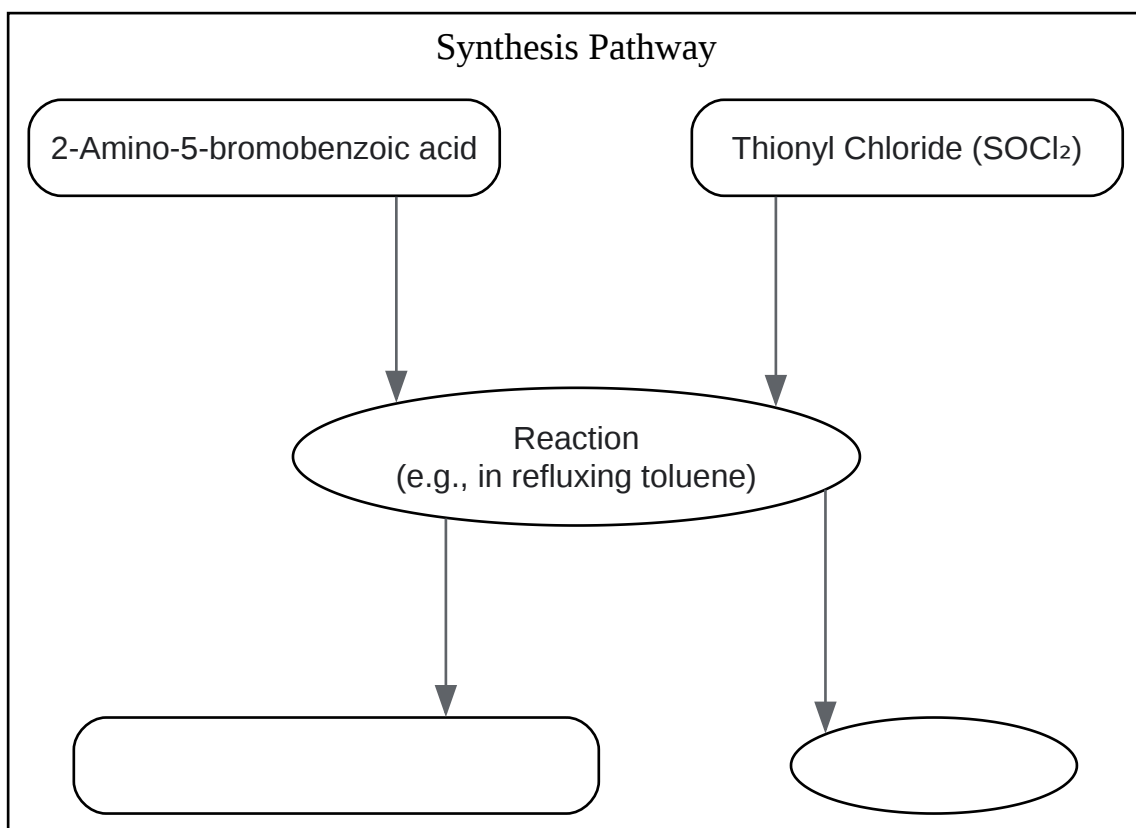 Synthesis Pathway
2-Amino-5-bromobenzoic acid
Thionyl Chloride (SOCl₂)
Reaction
(e.g., in refluxing toluene)